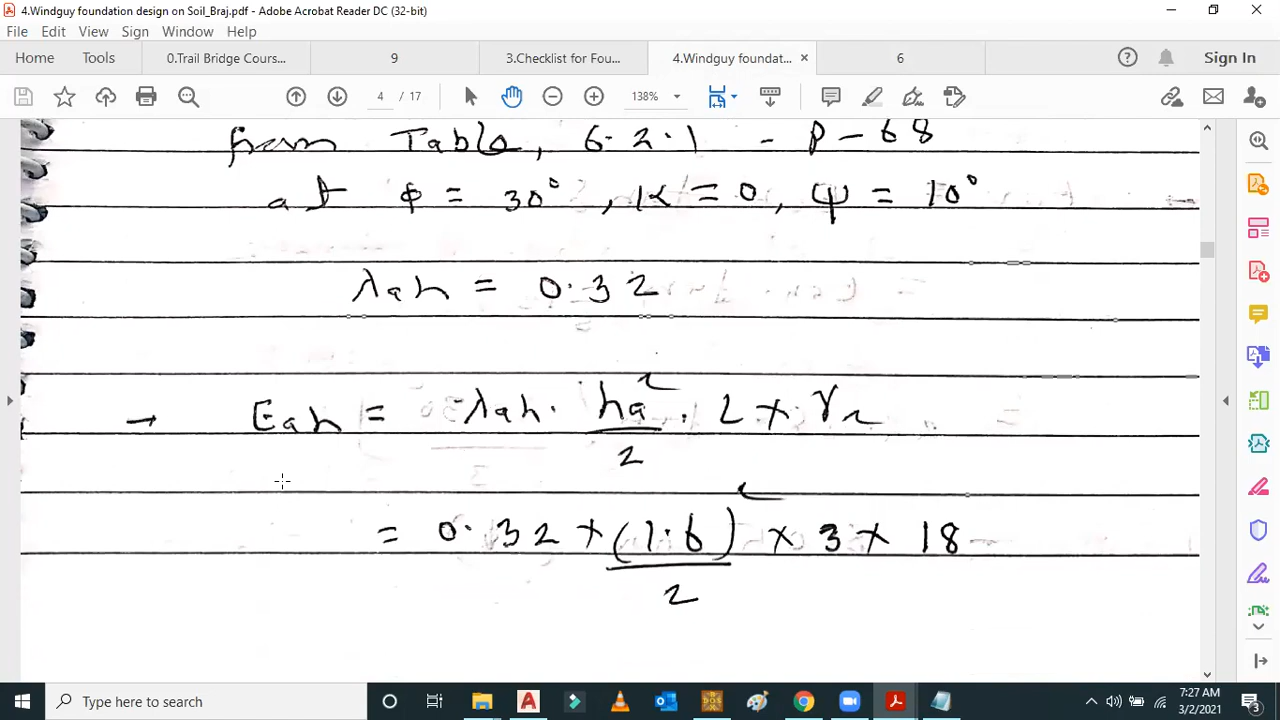 4.Windguy foundation design on Soil_Braj.pdf - Adobe Acrobat Reader DC (32-bit)
File Edit View Sign Window Help
Home Tools 0.Trail Bridge Cours... 9 3.Checklist for Fou... 4.Windguy foundat... × 6 Sign In
4 / 17 138%
from Table, 6.2.1 - P-68
at φ = 30°, K = 0, ψ = 10°
λah = 0.32
→ Eah = λah. ha²/2 . L × γr
= 0.32 × (1.6)²/2 × 3 × 18
Type here to search
7:27 AM
3/2/2021
3